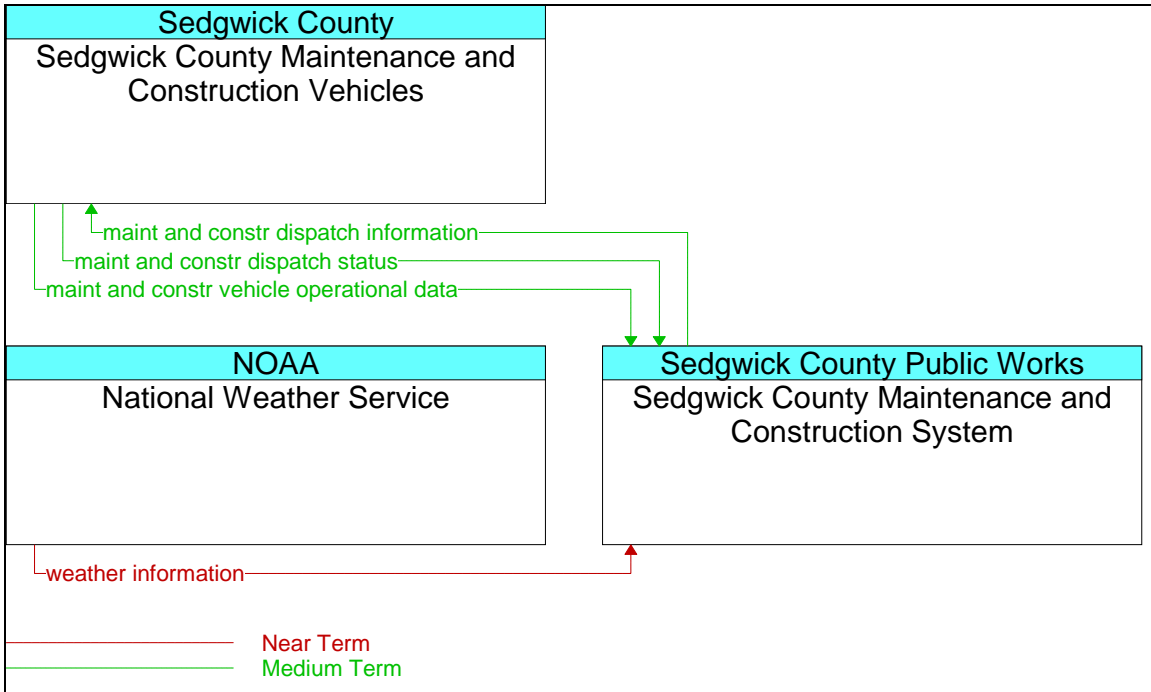 Sedgwick County
Sedgwick County Maintenance and
Construction Vehicles
maint and constr dispatch information
maint and constr dispatch status
maint and constr vehicle operational data
NOAA
National Weather Service
Sedgwick County Public Works
Sedgwick County Maintenance and
Construction System
weather information
Near Term
Medium Term